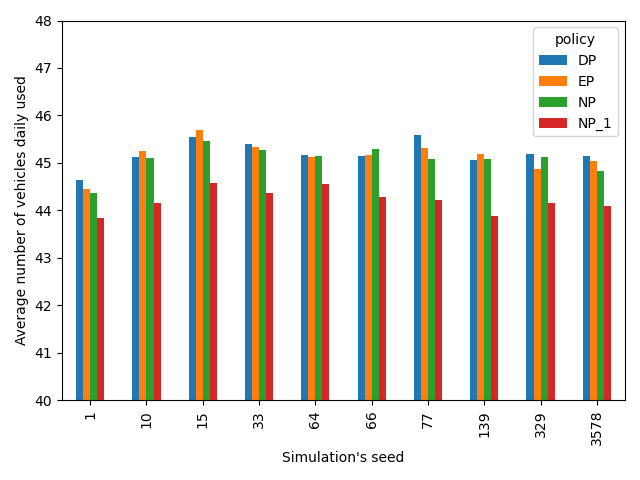 48
47
46
45
44
43
42
41
40
Average number of vehicles daily used
policy
DP
EP
NP
NP_1
1
10
15
33
64
66
77
139
329
3578
Simulation's seed